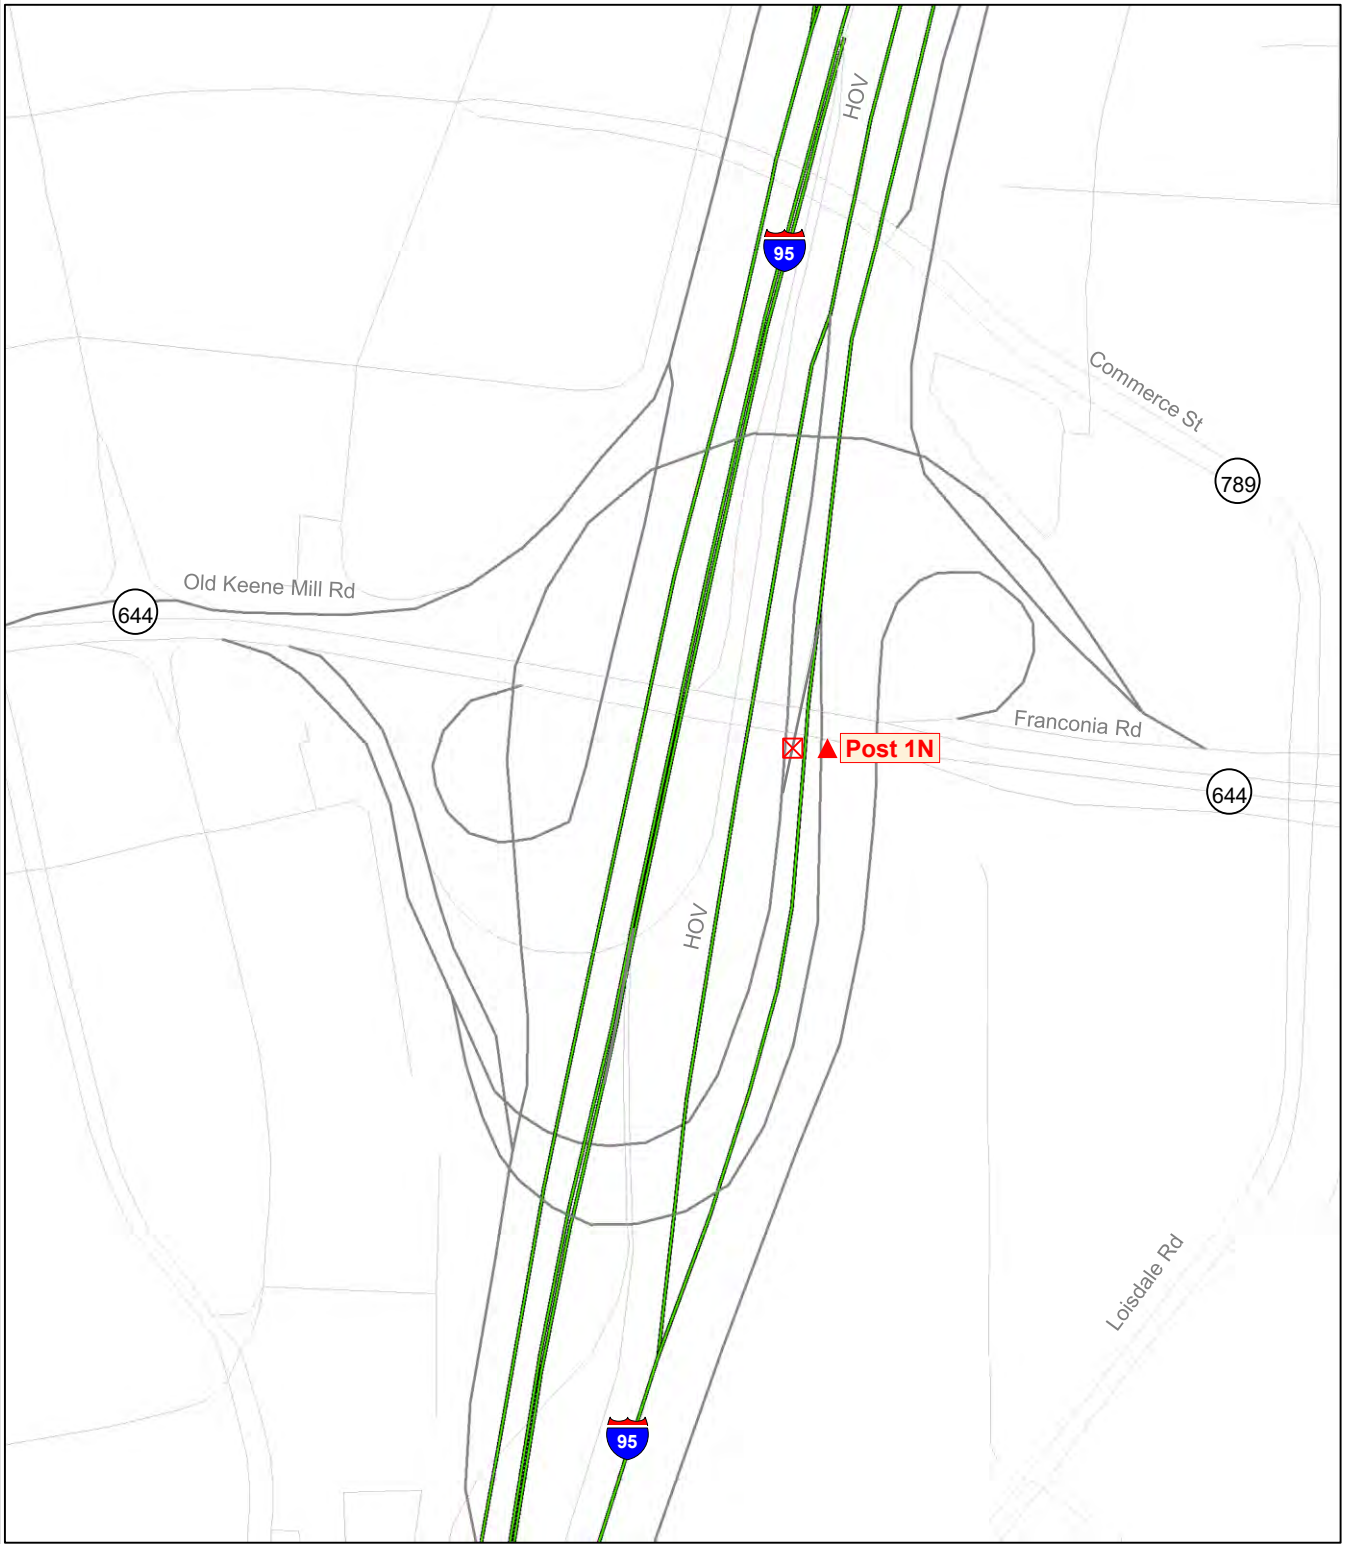 HOV
95
Commerce St
789
Old Keene Mill Rd
644
Franconia Rd
Post 1N
644
HOV
Loisdale Rd
95